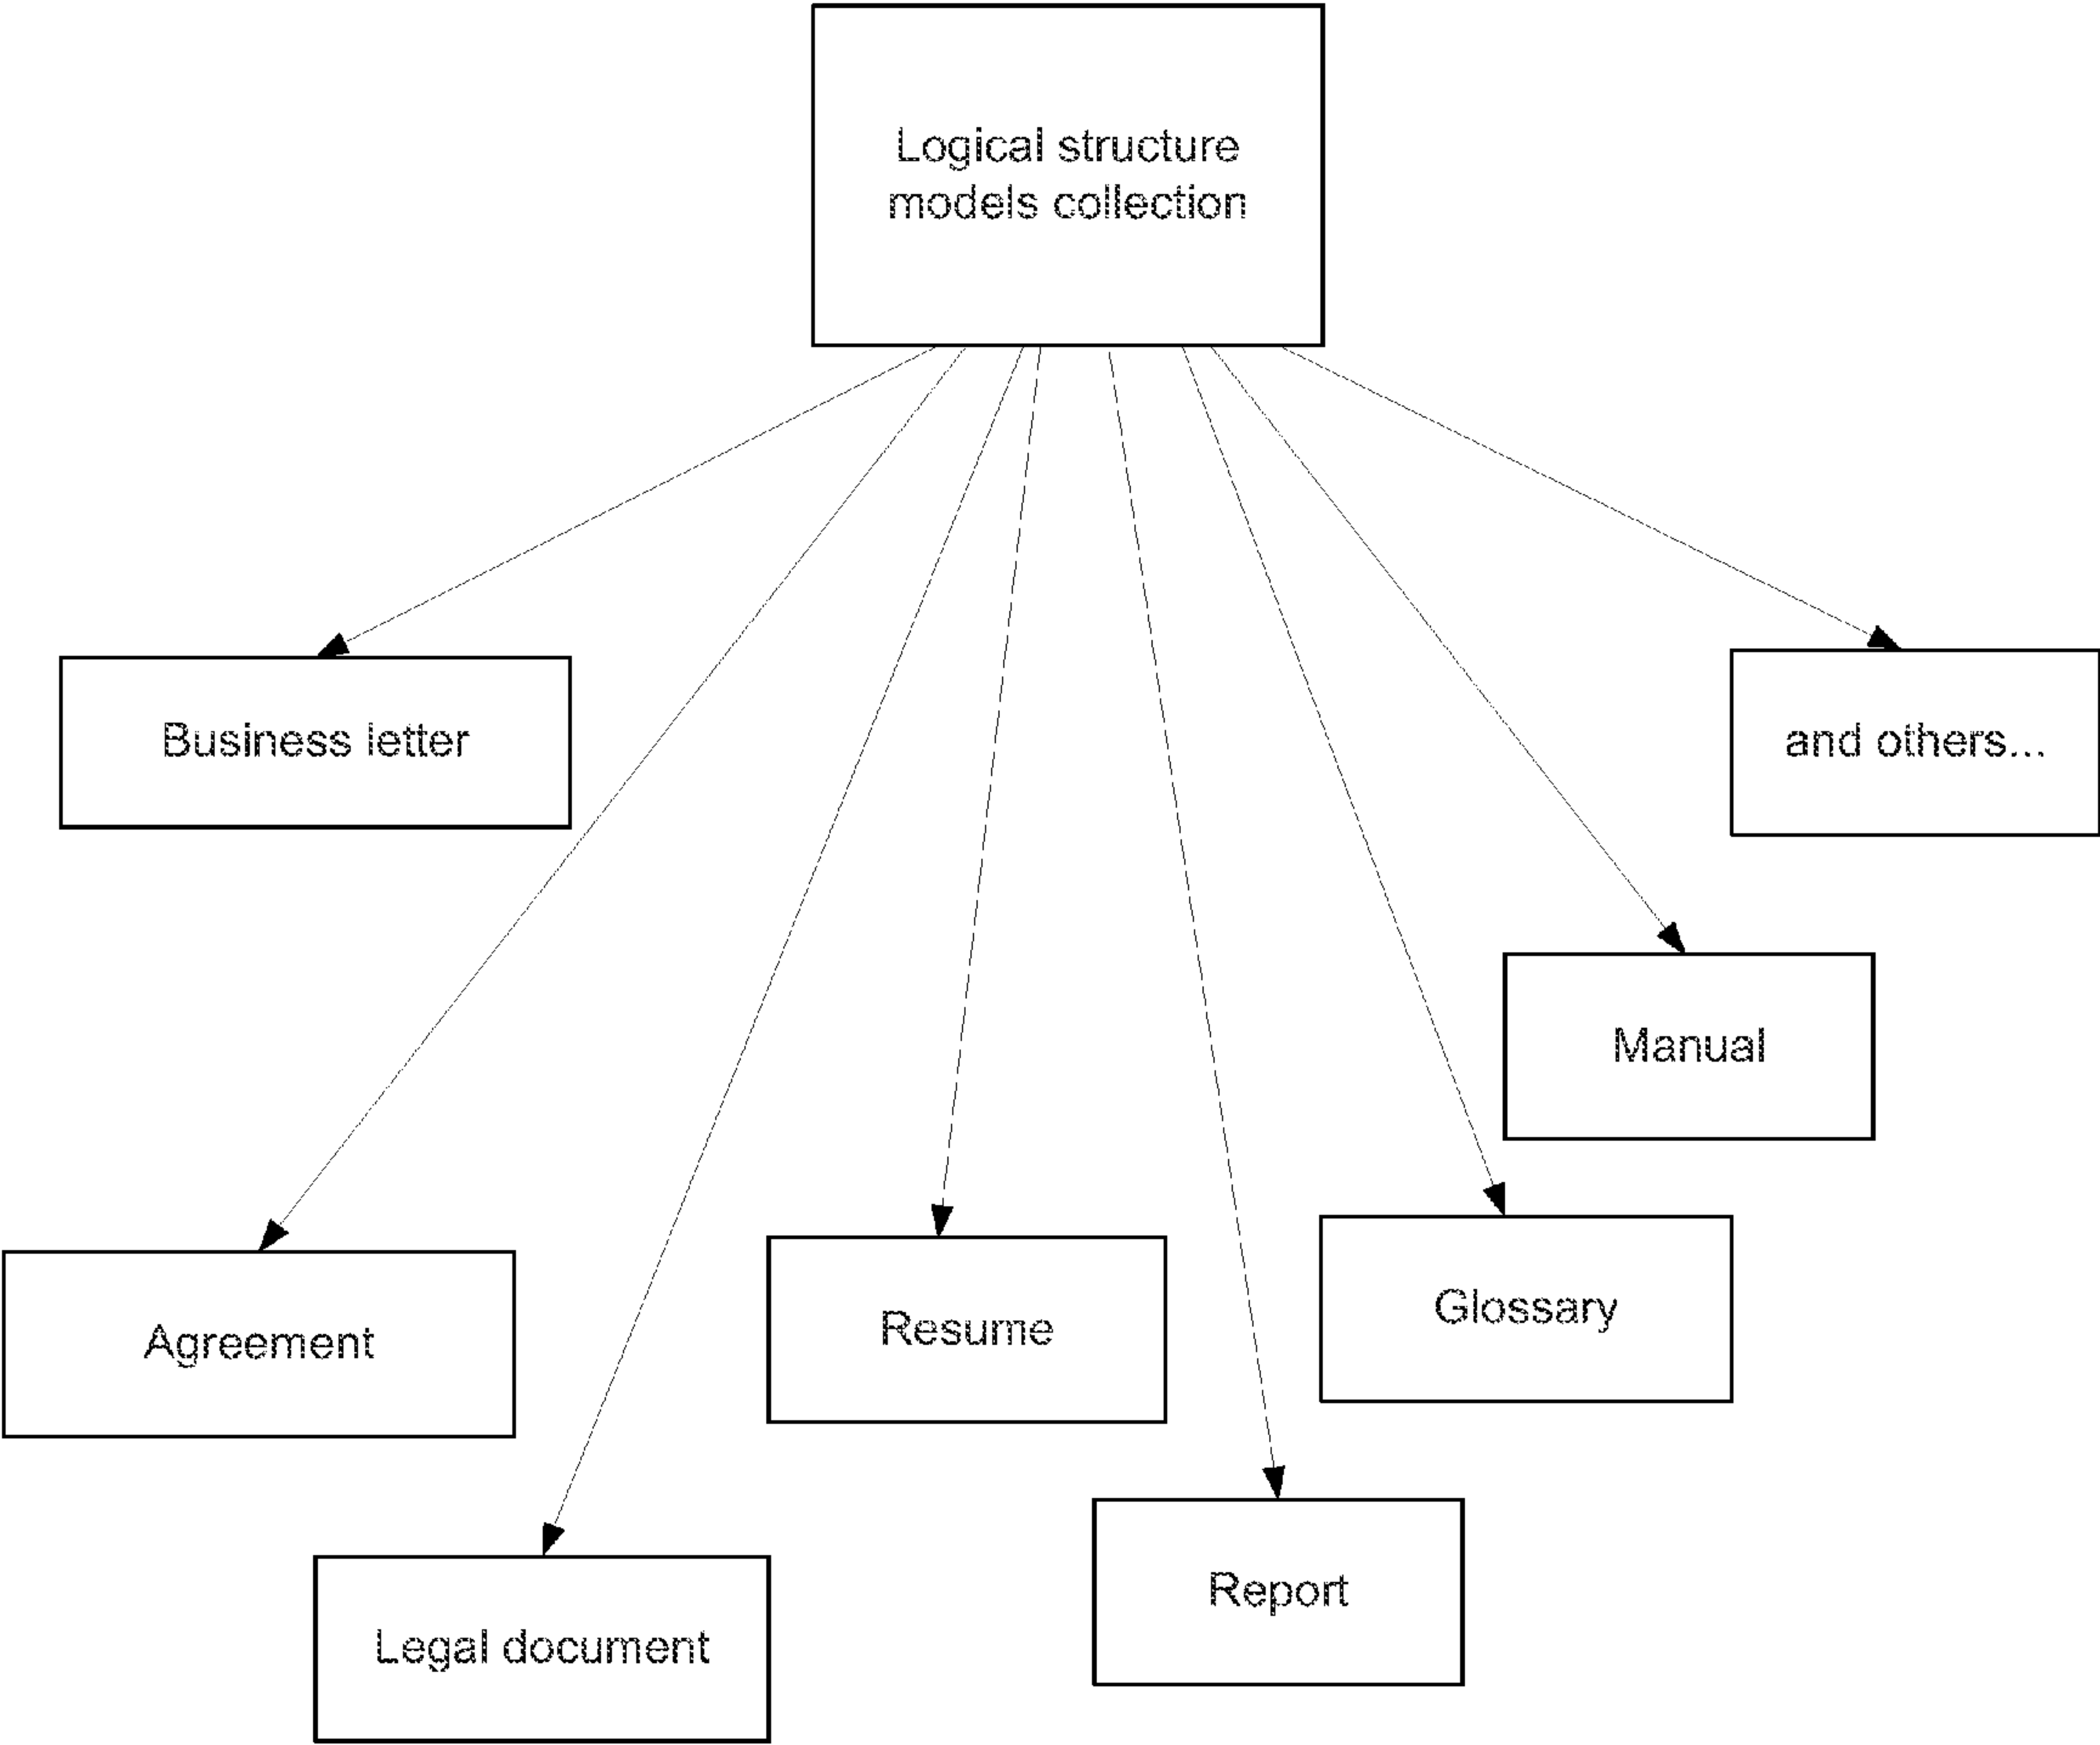 Logical structure
models collection
Business letter
and others...
Manual
Glossary
Resume
Agreement
Report
Legal document